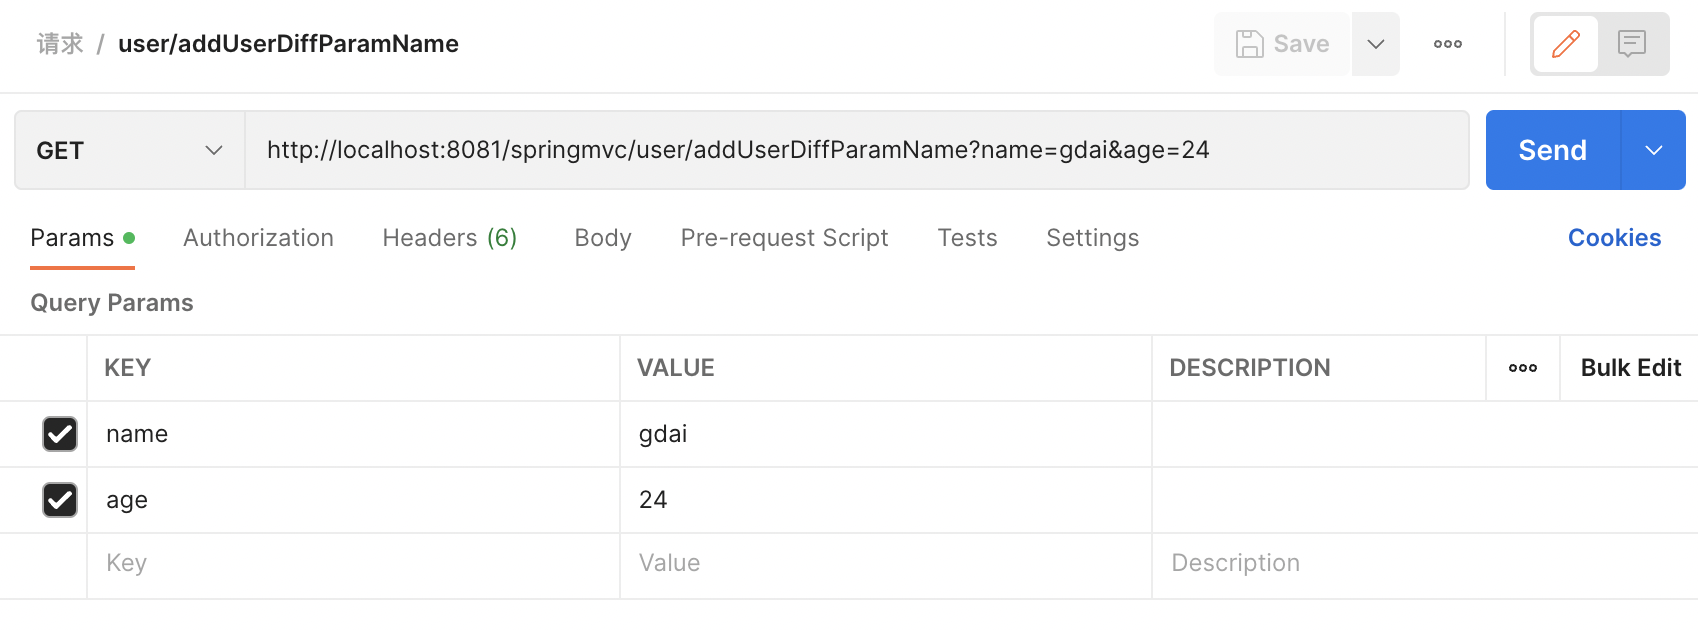 请求 / user/addUserDiffParamName
Save
GET http://localhost:8081/springmvc/user/addUserDiffParamName?name=gdai&age=24 Send
Params Authorization Headers (6) Body Pre-request Script Tests Settings Cookies
Query Params
KEY VALUE DESCRIPTION Bulk Edit
name gdai
age 24
Key Value Description